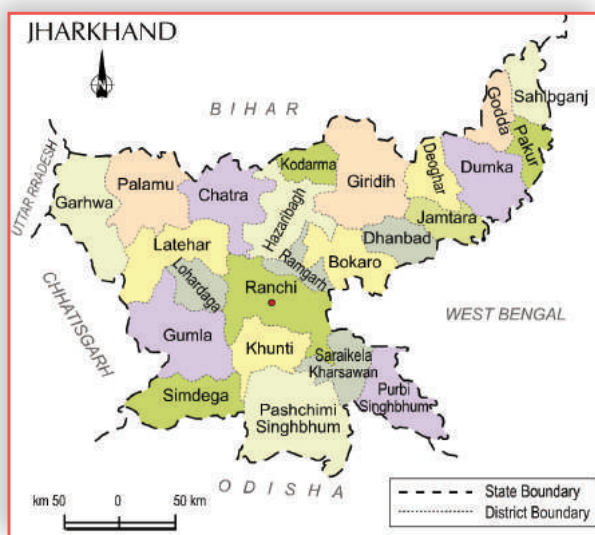 JHARKHAND
N
BIHAR
UTTAR RRADESH
CHHATISGARH
WEST BENGAL
ODISHA
Sahibganj
Godda
Pakur
Dumka
Deoghar
Jamtara
Kodarma
Giridih
Dhanbad
Bokaro
Hazaribagh
Ramgarh
Chatra
Palamu
Garhwa
Latehar
Lohardaga
Ranchi
Gumla
Khunti
Simdega
Saraikela
Kharsawan
Purbi
Singhbhum
Pashchimi
Singhbhum
km 50 0 50 km
State Boundary
District Boundary